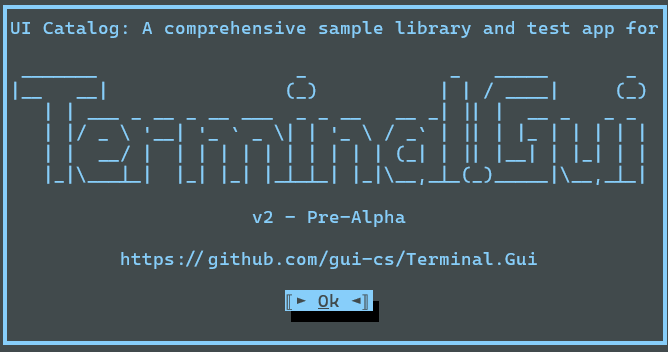 UI Catalog: A comprehensive sample library and test app for
Terminal.Gui
v2 - Pre-Alpha
https://github.com/gui-cs/Terminal.Gui
Ok